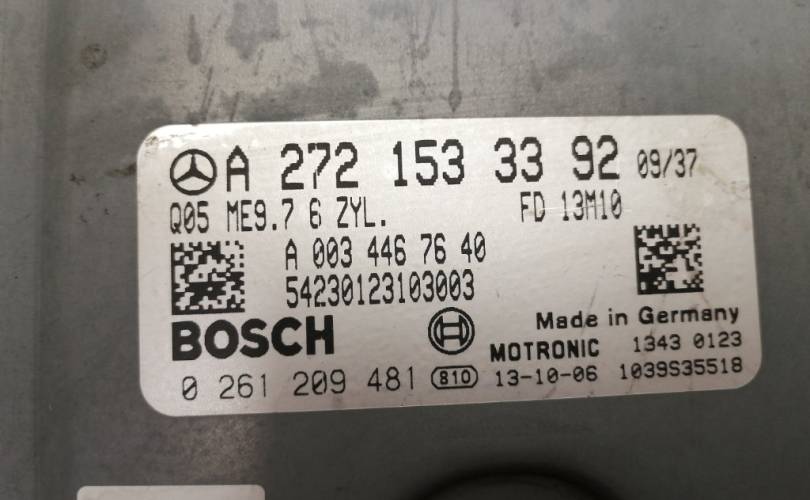 A 272 153 33 92 09/37
Q05 ME9.7 6 ZYL. FD 13M10
A 003 446 76 40
54230123103003
BOSCH
Made in Germany
MOTRONIC 1343 0123
0 261 209 481 810 13-10-06 1039S35518